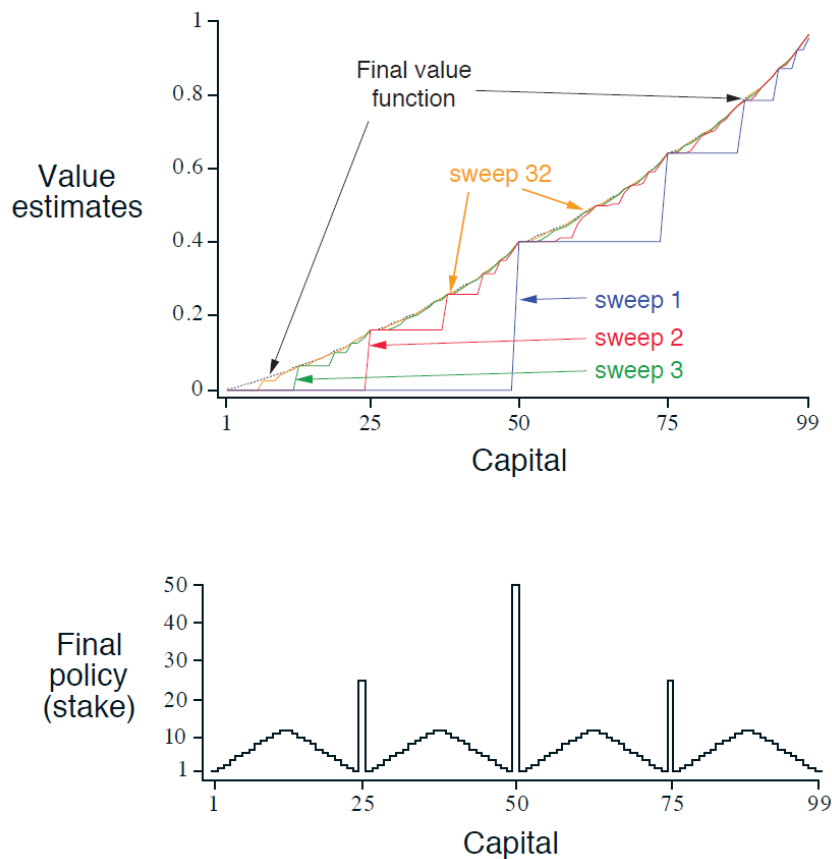 1
0.8
0.6
0.4
0.2
0
Value
estimates
Final value
function
sweep 32
sweep 1
sweep 2
sweep 3
1 25 50 75 99
Capital
50
40
30
20
10
1
Final
policy
(stake)
1 25 50 75 99
Capital